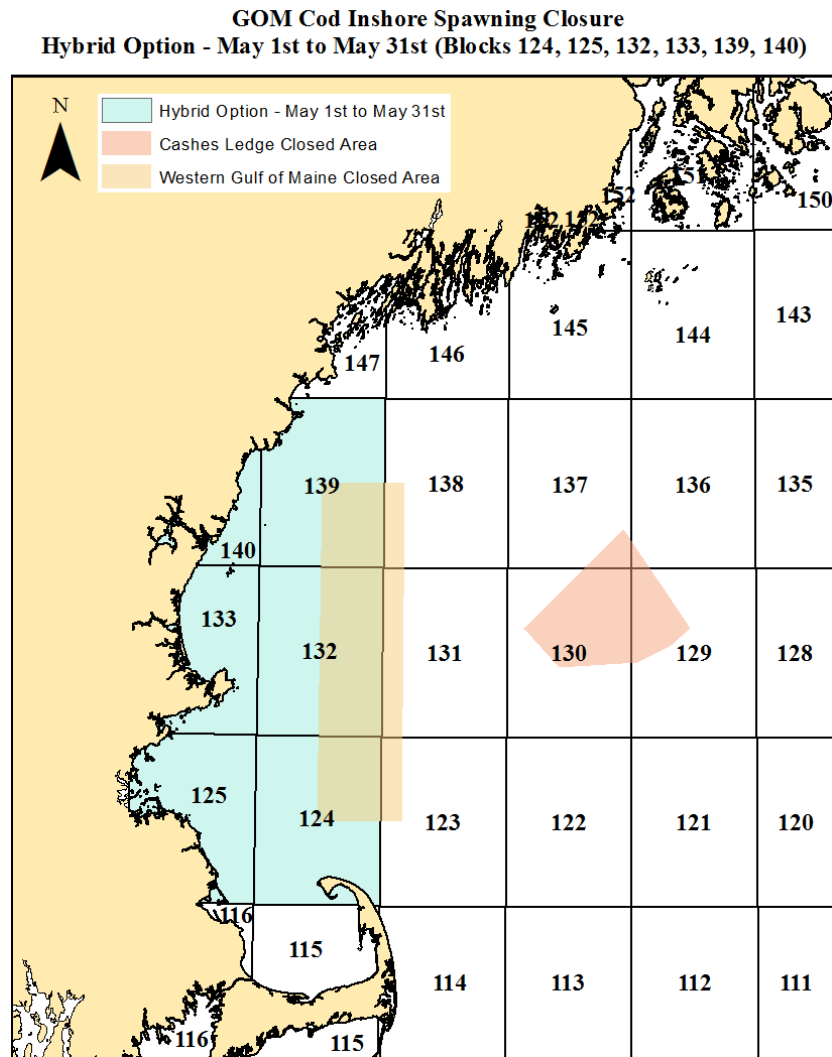 GOM Cod Inshore Spawning Closure
Hybrid Option - May 1st to May 31st (Blocks 124, 125, 132, 133, 139, 140)
N
Hybrid Option - May 1st to May 31st
Cashes Ledge Closed Area
Western Gulf of Maine Closed Area
152 152 152 151 150
147 146 145 144 143
139 138 137 136 135
140
133 132 131 130 129 128
125 124 123 122 121 120
116 115 114 113 112 111
116 115